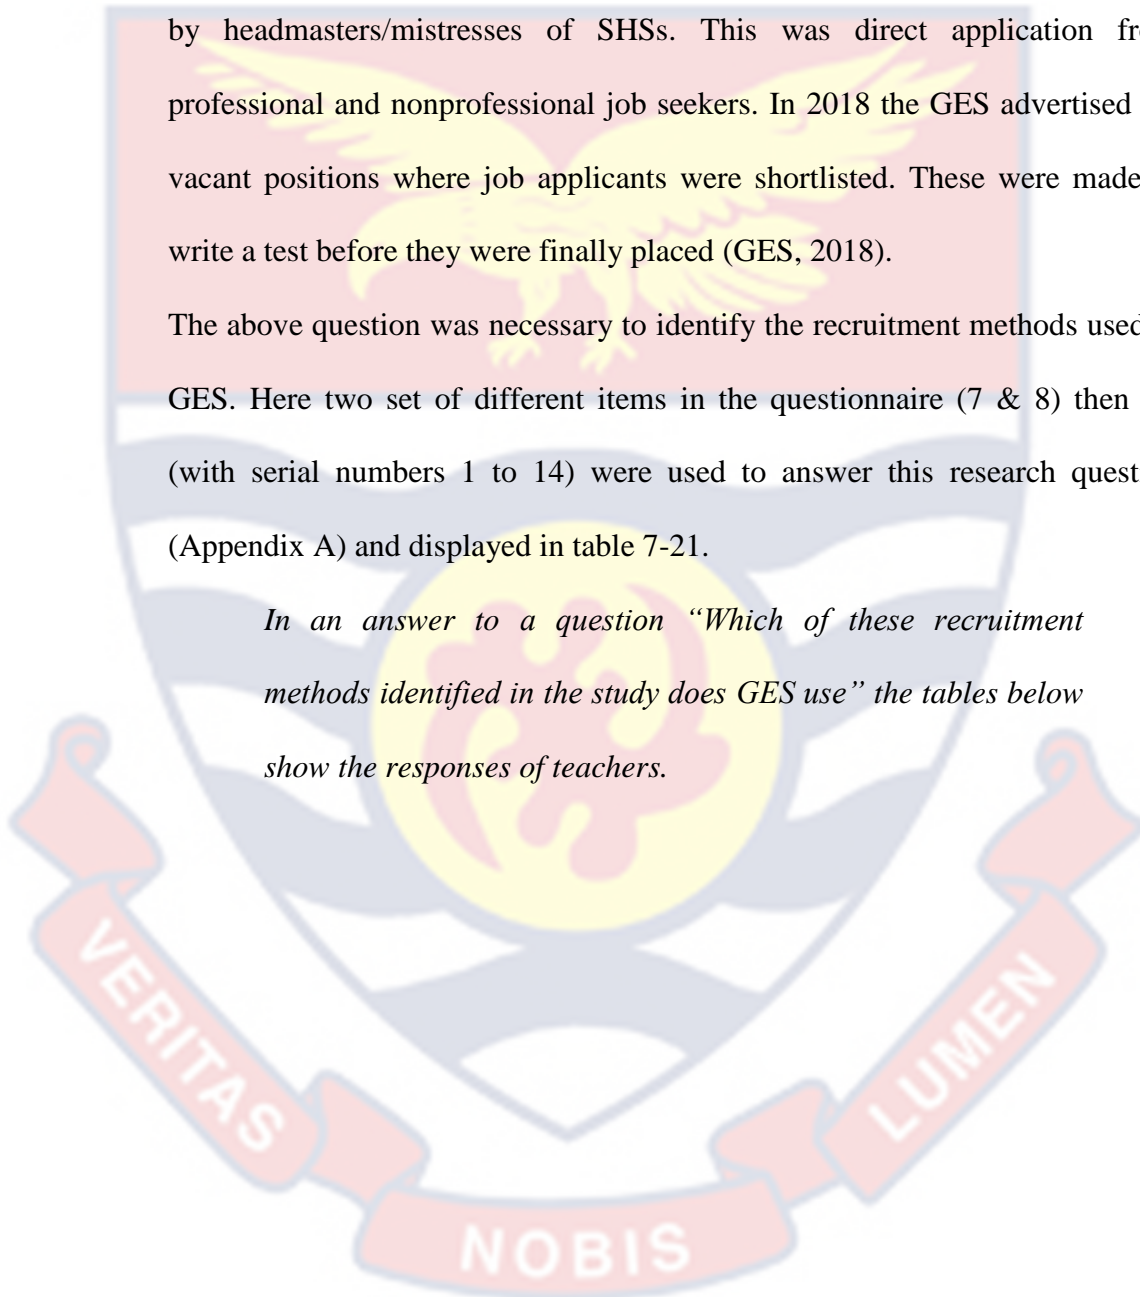 by headmasters/mistresses of SHSs. This was direct application
professional and nonprofessional job seekers. In 2018 the GES advertised
vacant positions where job applicants were shortlisted. These were made
write a test before they were finally placed (GES, 2018).
The above question was necessary to identify the recruitment methods used
GES. Here two set of different items in the questionnaire (7 & 8) then
(with serial numbers 1 to 14) were used to answer this research
(Appendix A) and displayed in table 7-21.
In an answer to a question “Which of these recruitment
methods identified in the study does GES use” the tables below
show the responses of teachers.
VERITAS
NOBIS
LUMEN